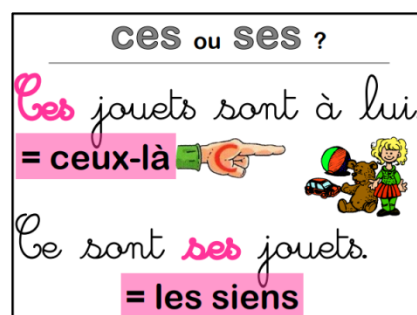 ces ou ses ?
Ces jouets sont à lui.
= ceux-là C
Ce sont ses jouets.
= les siens